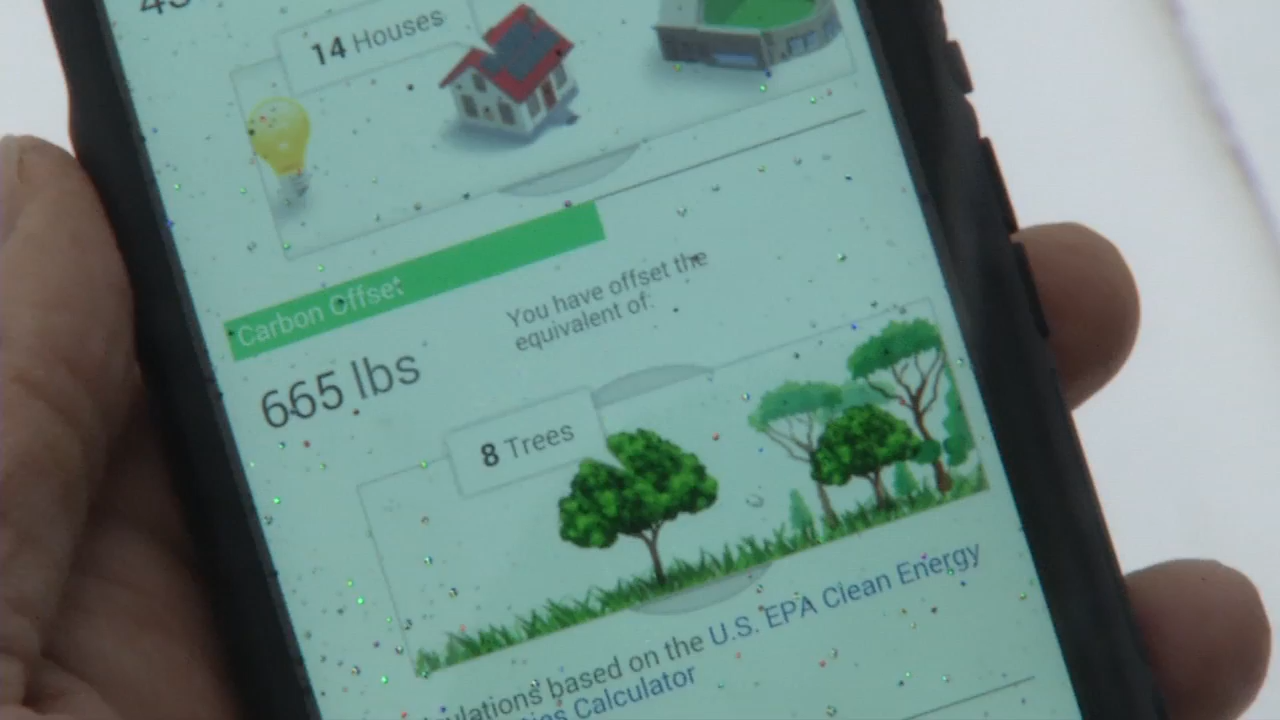 14 Houses
Carbon Offset
665 lbs
You have offset the
equivalent of:
8 Trees
based on the U.S. EPA Clean Energy
Calculator